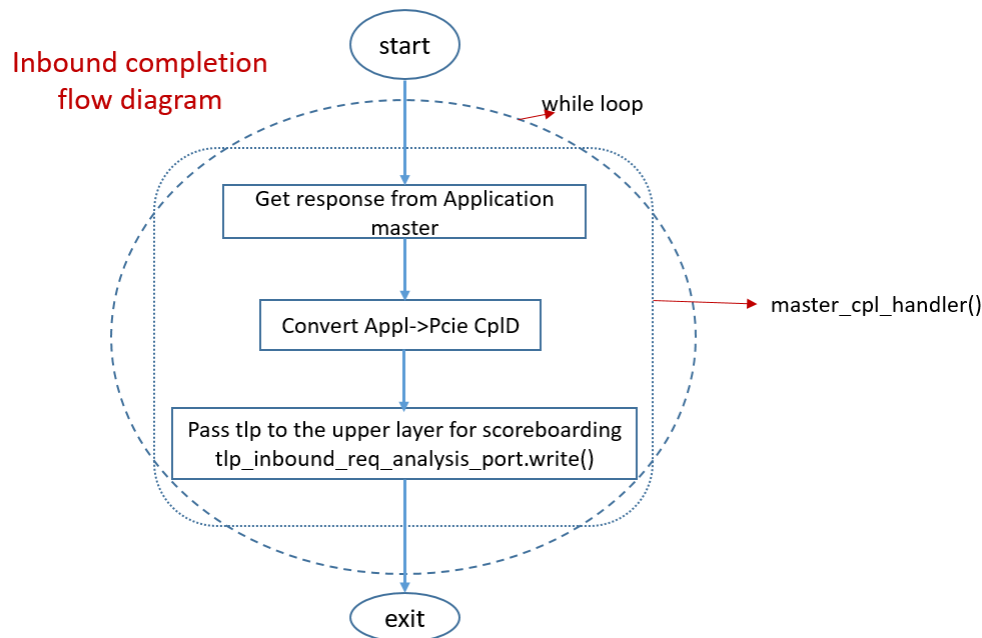 start
Inbound completion
flow diagram
while loop
Get response from Application
master
master_cpl_handler()
Convert Appl->Pcie CplD
Pass tlp to the upper layer for scoreboarding
tlp_inbound_req_analysis_port.write()
exit